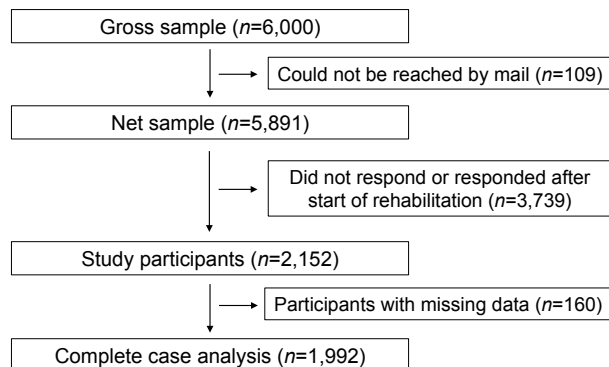 Gross sample (n=6,000)
Could not be reached by mail (n=109)
Net sample (n=5,891)
Did not respond or responded after
start of rehabilitation (n=3,739)
Study participants (n=2,152)
Participants with missing data (n=160)
Complete case analysis (n=1,992)